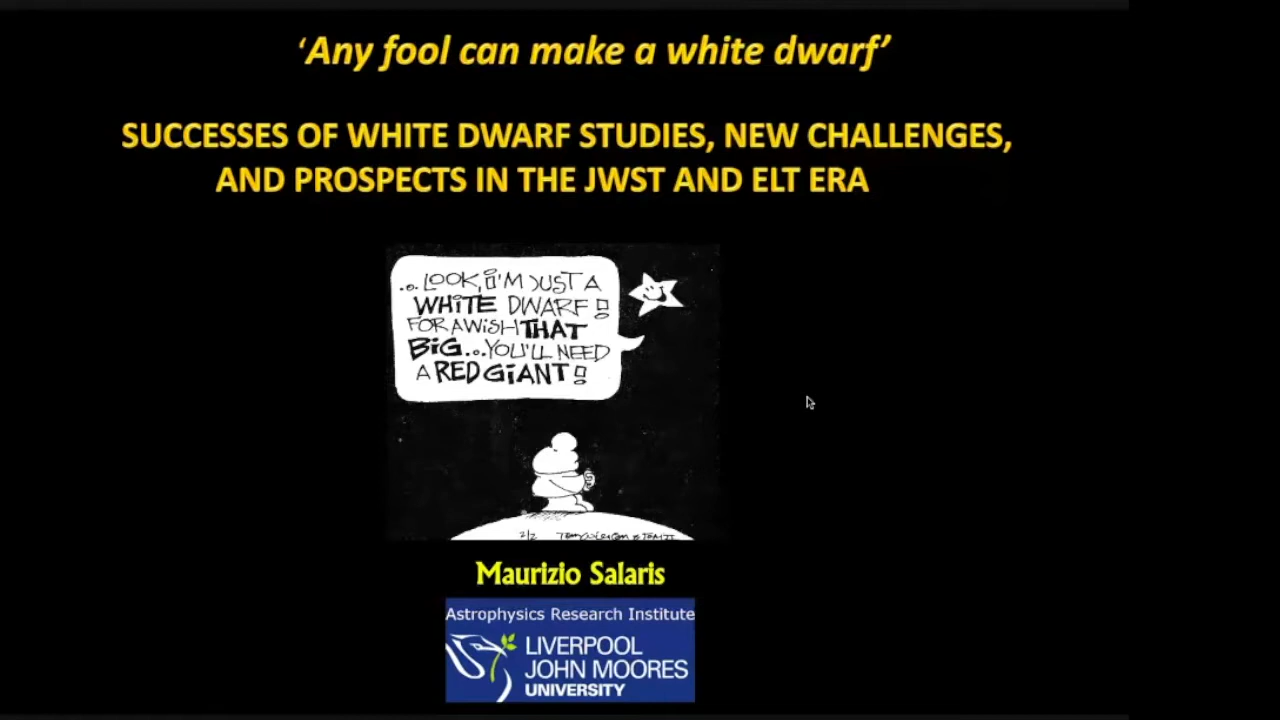 ‘Any fool can make a white dwarf’
SUCCESSES OF WHITE DWARF STUDIES, NEW CHALLENGES,
AND PROSPECTS IN THE JWST AND ELT ERA
...LOOK, I'M JUST A
WHITE DWARF!
FOR A WISH THAT
BIG...YOU'LL NEED
A RED GIANT!
2/2
Maurizio Salaris
Astrophysics Research Institute
LIVERPOOL
JOHN MOORES
UNIVERSITY